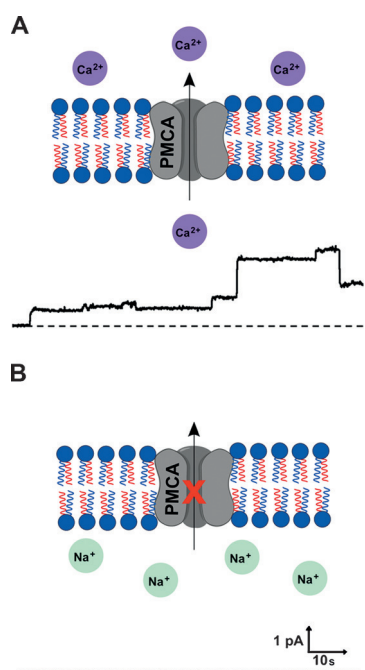 A
Ca²⁺
Ca²⁺
Ca²⁺
PMCA
Ca²⁺
B
PMCA
X
Na⁺
Na⁺
Na⁺
Na⁺
1 pA
10s